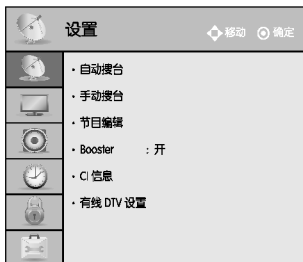 设置 移动 确定
· 自动搜台
· 手动搜台
· 节目编辑
· Booster : 开
· CI 信息
· 有线 DTV 设置